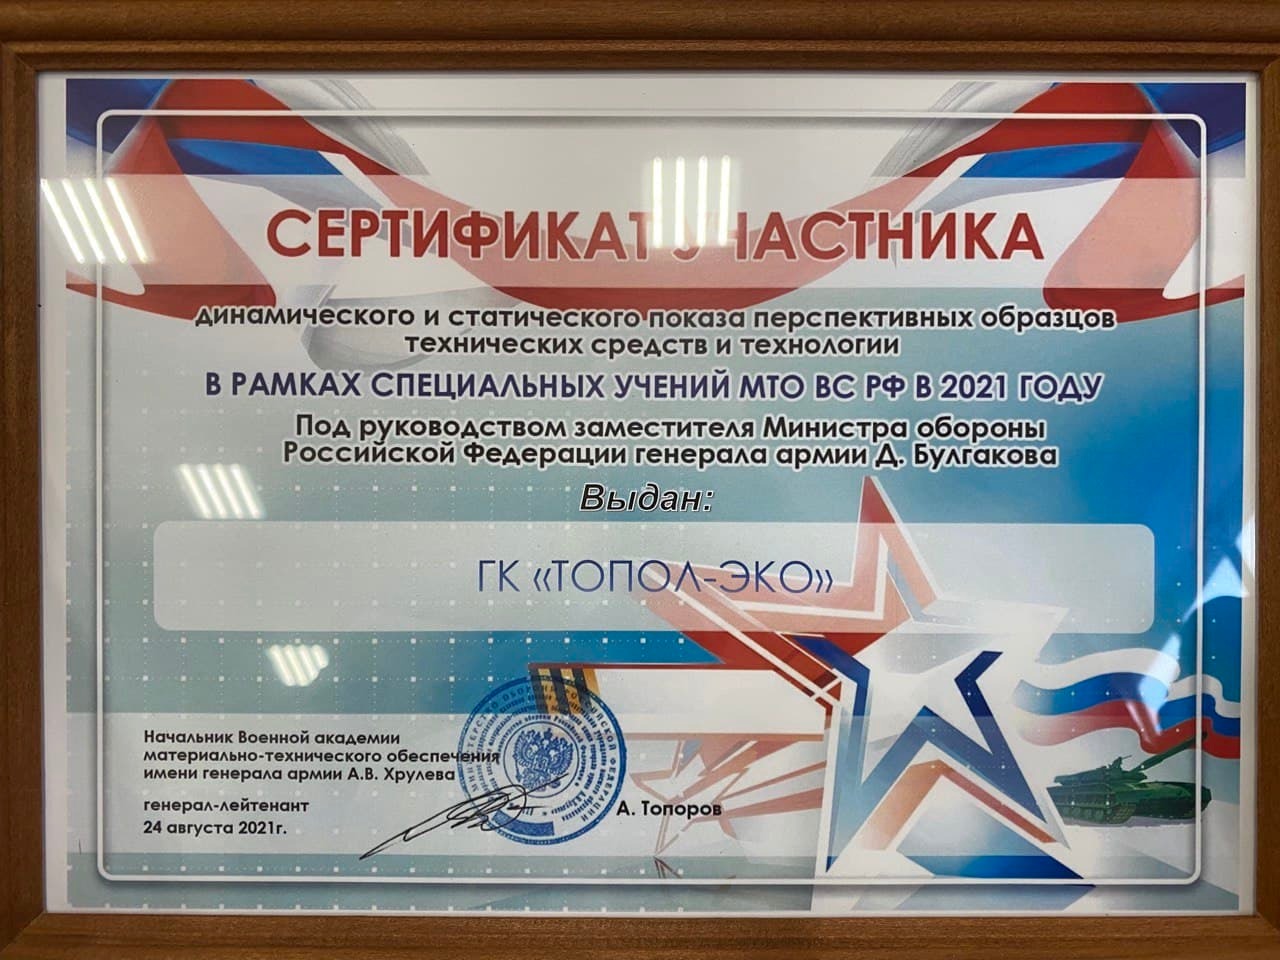 СЕРТИФИКАТ УЧАСТНИКА
динамического и статического показа перспективных образцов
технических средств и технологии
В РАМКАХ СПЕЦИАЛЬНЫХ УЧЕНИЙ МТО ВС РФ В 2021 ГОДУ
Под руководством заместителя Министра обороны
Российской Федерации генерала армии Д. Булгакова
Выдан:
ГК «ТОПОЛ-ЭКО»
Начальник Военной академии
материально-технического обеспечения
имени генерала армии А.В. Хрулева
генерал-лейтенант
А. Топоров
24 августа 2021г.